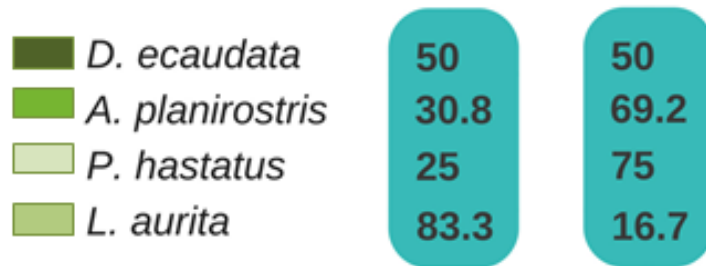 D. ecaudata 50 50
A. planirostris 30.8 69.2
P. hastatus 25 75
L. aurita 83.3 16.7